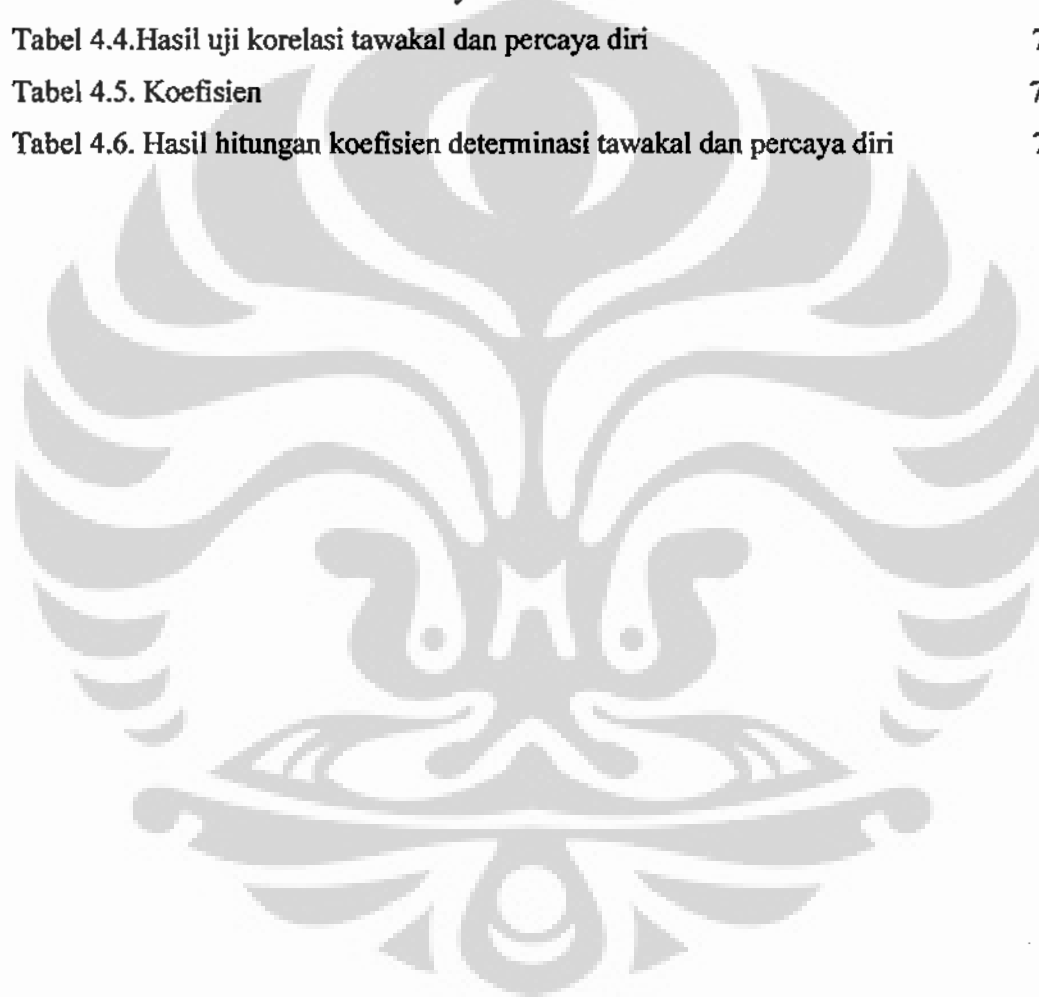 Tabel 4.4.Hasil uji korelasi tawakal dan percaya diri
Tabel 4.5. Koefisien
Tabel 4.6. Hasil hitungan koefisien determinasi tawakal dan percaya diri